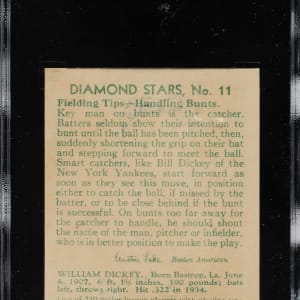 DIAMOND STARS, No. 11
Fielding Tips—Handling Bunts.
Key man on bunts is the catcher.
Batters seldom show their intention to
bunt until the ball has been pitched, then,
suddenly shortening the grip on their
bat and stepping forward to meet the ball.
Smart catchers, like Bill Dickey of the
New York Yankees, start forward as
soon as they see this move, in position
either to catch the ball, if missed by the
batter, or to be close behind if the bunt
is successful. On bunts too far away for
the catcher to handle, he should shout
the name of the man, pitcher or infielder,
who is in better position to make the play.
Austen Lake, Boston American
WILLIAM DICKEY. Born Bastrop, La. June
6, 1907, 6 ft, 1½ inches, 190 pounds; bats
left, throws right. Hit .322 in 1934.